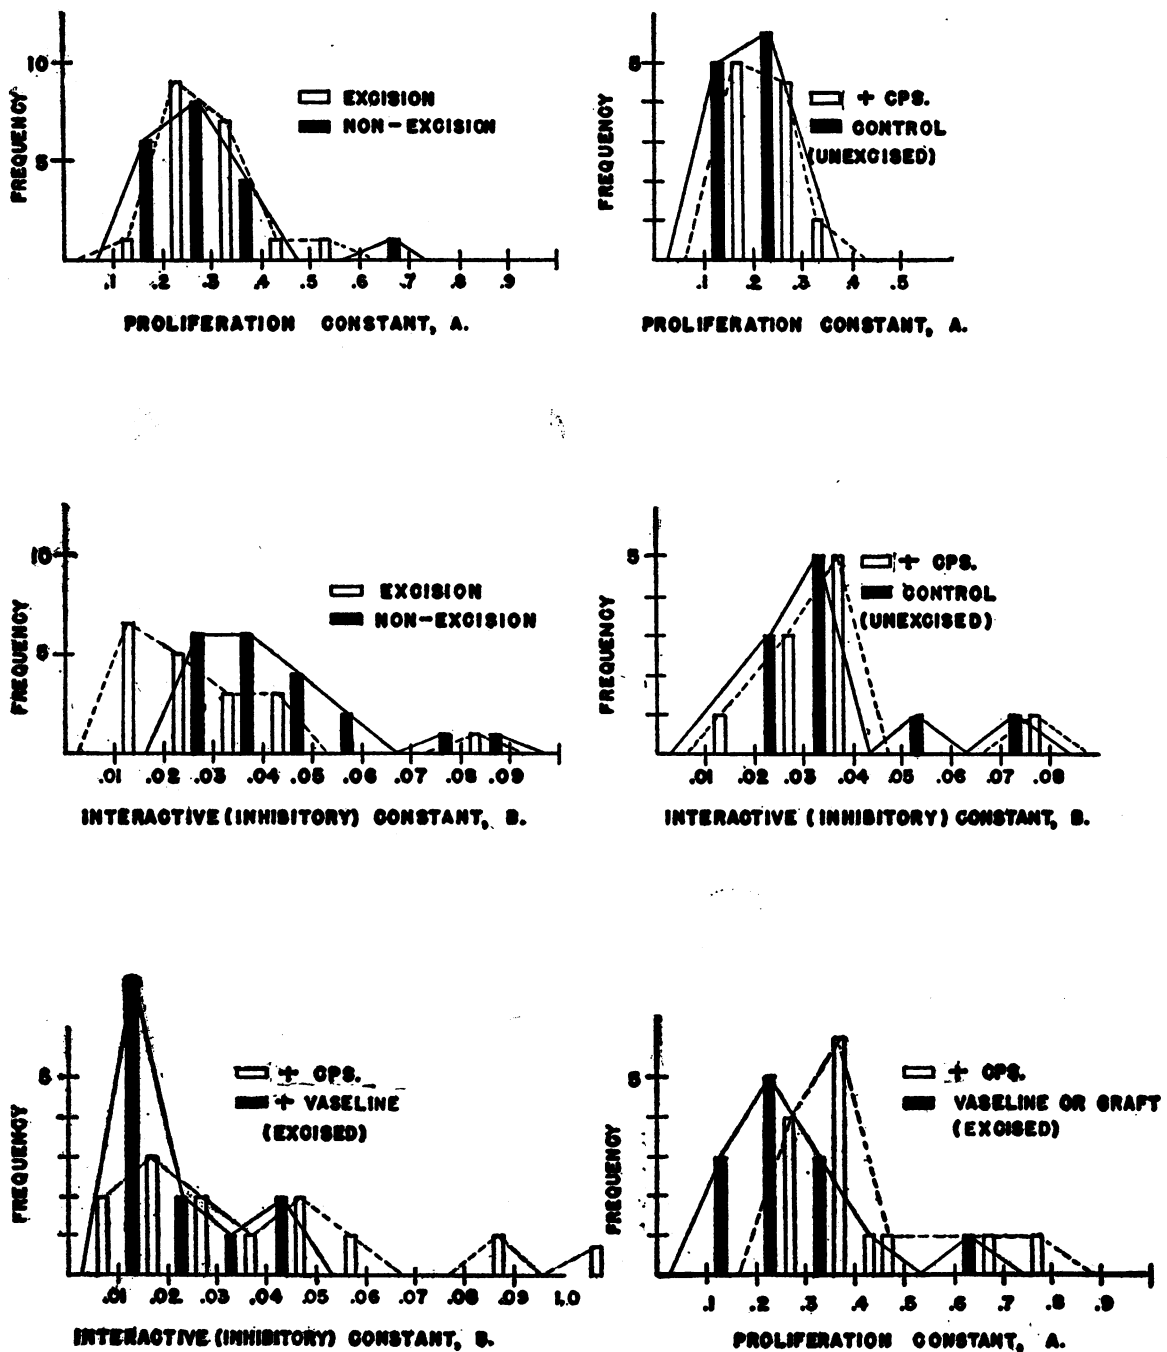 10
5
FREQUENCY
EXCISION
NON-EXCISION
.1 .2 .3 .4 .5 .6 .7 .8 .9 1
PROLIFERATION CONSTANT, A.
5
FREQUENCY
+ CPS.
CONTROL
(UNEXCISED)
.1 .2 .3 .4 .5
PROLIFERATION CONSTANT, A.
10
5
FREQUENCY
EXCISION
NON-EXCISION
.01 .02 .03 .04 .05 .06 .07 .08 .09
INTERACTIVE (INHIBITORY) CONSTANT, B.
5
FREQUENCY
+ CPS.
CONTROL
(UNEXCISED)
.01 .02 .03 .04 .05 .06 .07 .08
INTERACTIVE (INHIBITORY) CONSTANT, B.
5
FREQUENCY
+ CPS.
+ VASELINE
(EXCISED)
.01 .02 .03 .04 .05 .06 .07 .08 .09 1.0
INTERACTIVE (INHIBITORY) CONSTANT, B.
5
FREQUENCY
+ CPS.
VASELINE OR GRAFT
(EXCISED)
.1 .2 .3 .4 .5 .6 .7 .8 .9
PROLIFERATION CONSTANT, A.